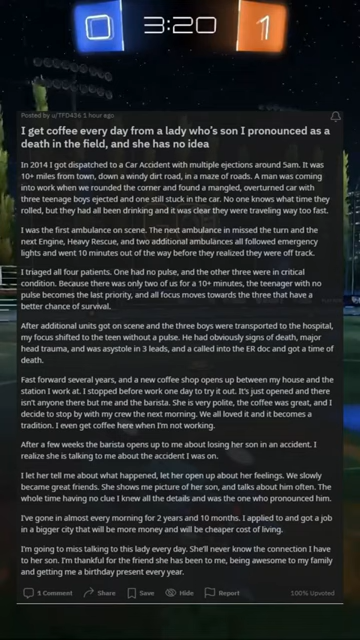 0 3:20 1
Posted by u/TFD436 1 hour ago
I get coffee every day from a lady who's son I pronounced as a
death in the field, and she has no idea
In 2014 I got dispatched to a Car Accident with multiple ejections around 5am. It was
10+ miles from town, down a windy dirt road, in a maze of roads. A man was coming
into work when we rounded the corner and found a mangled, overturned car with
three teenage boys ejected and one still stuck in the car. No one knows what time they
rolled, but they had all been drinking and it was clear they were traveling way too fast.
I was the first ambulance on scene. The next ambulance in missed the turn and the
next Engine, Heavy Rescue, and two additional ambulances all followed emergency
lights and went 10 minutes out of the way before they realized they were off track.
I triaged all four patients. One had no pulse, and the other three were in critical
condition. Because there was only two of us for a 10+ minutes, the teenager with no
pulse becomes the last priority, and all focus moves towards the three that have a
better chance of survival.
After additional units got on scene and the three boys were transported to the hospital,
my focus shifted to the teen without a pulse. He had obviously signs of death, major
head trauma, and was asystole in 3 leads, and a called into the ER doc and got a time of
death.
Fast forward several years, and a new coffee shop opens up between my house and the
station I work at. I stopped before work one day to try it out. It's just opened and there
isn't anyone there but me and the barista. She is very polite, the coffee was great, and I
decide to stop by with my crew the next morning. We all loved it and it becomes a
tradition. I even get coffee here when I'm not working.
After a few weeks the barista opens up to me about losing her son in an accident. I
realize she is talking me about the accident I was on.
I let her tell me about what happened, let her open up about her feelings. We slowly
became great friends. She shows me picture of her son, and talks about him often. The
whole time having no clue I knew all the details and was the one who pronounced him.
I've gone in almost every morning for 2 years and 10 months. I applied to and got a job
in a bigger city that will be more money and will be cheaper cost of living.
I'm going to miss talking to this lady every day. She'll never know the connection I have
to her son. I'm thankful for the friend she has been to me, being awesome to my family
and getting me a birthday present every year.
1 Comment Share Save Hide Report 100% Upvoted